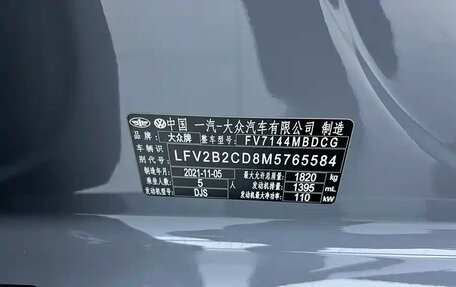 中国 一汽-大众汽车有限公司 制造
品牌: 大众牌 整车型号: FV7144MBDCG
车辆识别代号: LFV2B2CD8M5765584
制造年月: 2021-11-05 最大允许总质量: 1820 kg
乘坐人数: 5 人 发动机排量: 1395 mL
发动机型号: DJS 发动机最大净功率: 110 kW